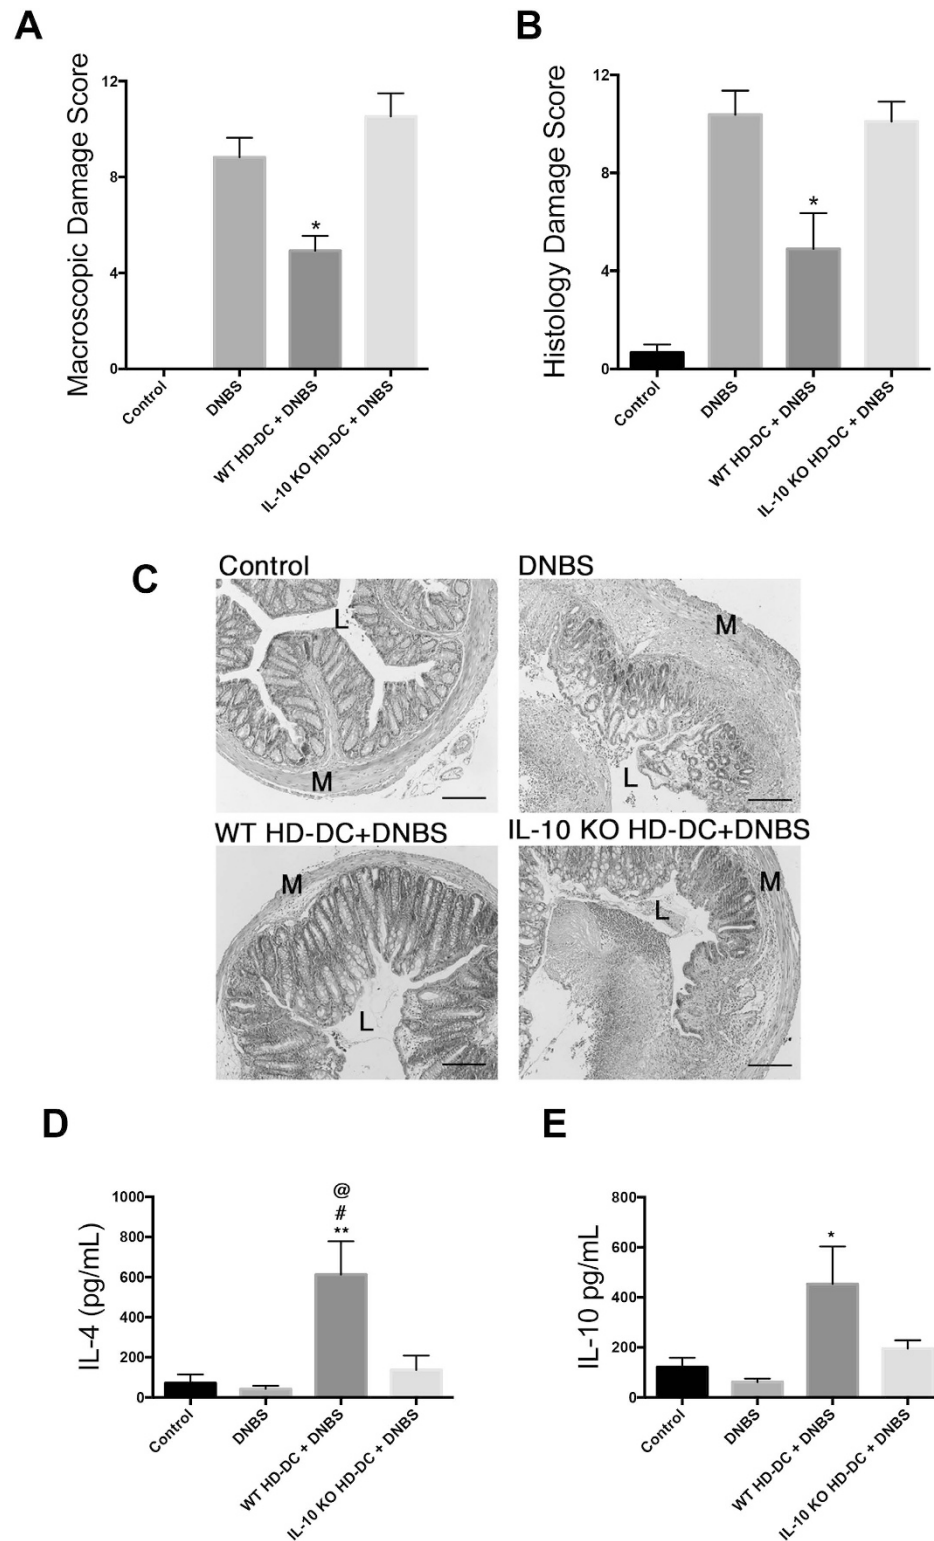 A
Macroscopic Damage Score
12
8
4
0
Control
DNBS
WT HD-DC + DNBS
IL-10 KO HD-DC + DNBS
*
B
Histology Damage Score
12
8
4
0
Control
DNBS
WT HD-DC + DNBS
IL-10 KO HD-DC + DNBS
*
C
Control
L
M
DNBS
M
L
WT HD-DC+DNBS
M
L
IL-10 KO HD-DC+DNBS
M
L
D
IL-4 (pg/mL)
1000
800
600
400
200
0
@
#
**
Control
DNBS
WT HD-DC + DNBS
IL-10 KO HD-DC + DNBS
E
IL-10 pg/mL
800
600
400
200
0
*
Control
DNBS
WT HD-DC + DNBS
IL-10 KO HD-DC + DNBS